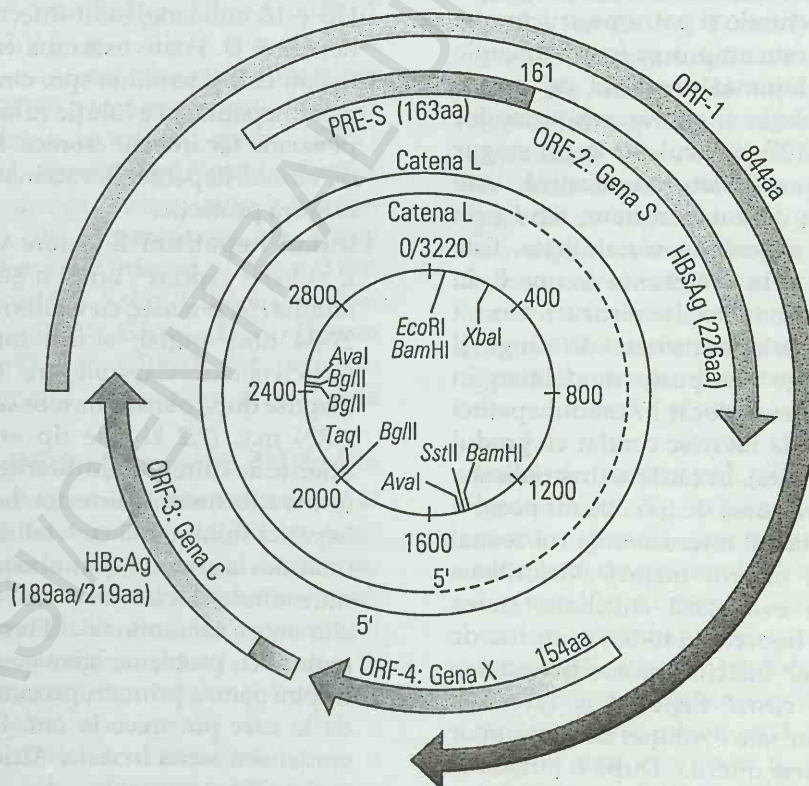 ORF-1
844aa
161
PRE-S (163aa)
ORF-2: Gena S
HBsAg (226aa)
Catena L
Catena L
0/3220
400
800
1200
1600
2000
2400
2800
EcoRI
BamHI
XbaI
AvaI
BglII
BglII
TaqI
BglII
SstII BamHI
AvaI
5'
5'
ORF-3: Gena C
HBcAg
(189aa/219aa)
ORF-4: Gena X
154aa